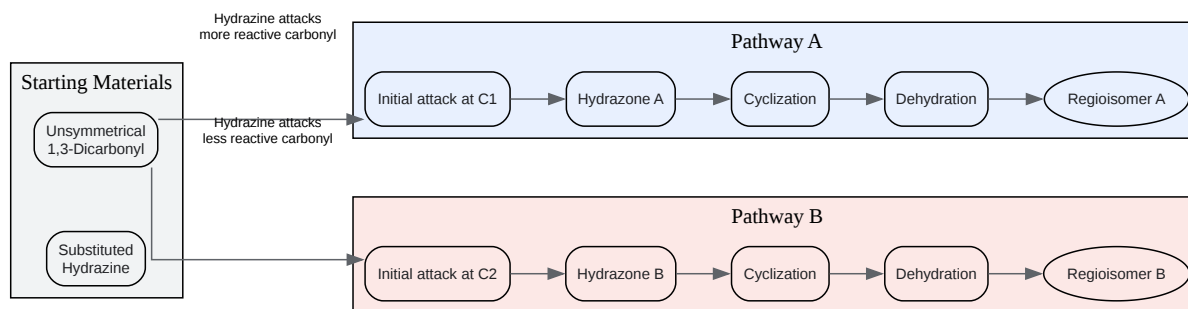 Hydrazine attacks
more reactive carbonyl
Pathway A
Starting Materials
Initial attack at C1
Hydrazone A
Cyclization
Dehydration
Regioisomer A
Unsymmetrical
1,3-Dicarbonyl
Hydrazine attacks
less reactive carbonyl
Pathway B
Substituted
Hydrazine
Initial attack at C2
Hydrazone B
Cyclization
Dehydration
Regioisomer B